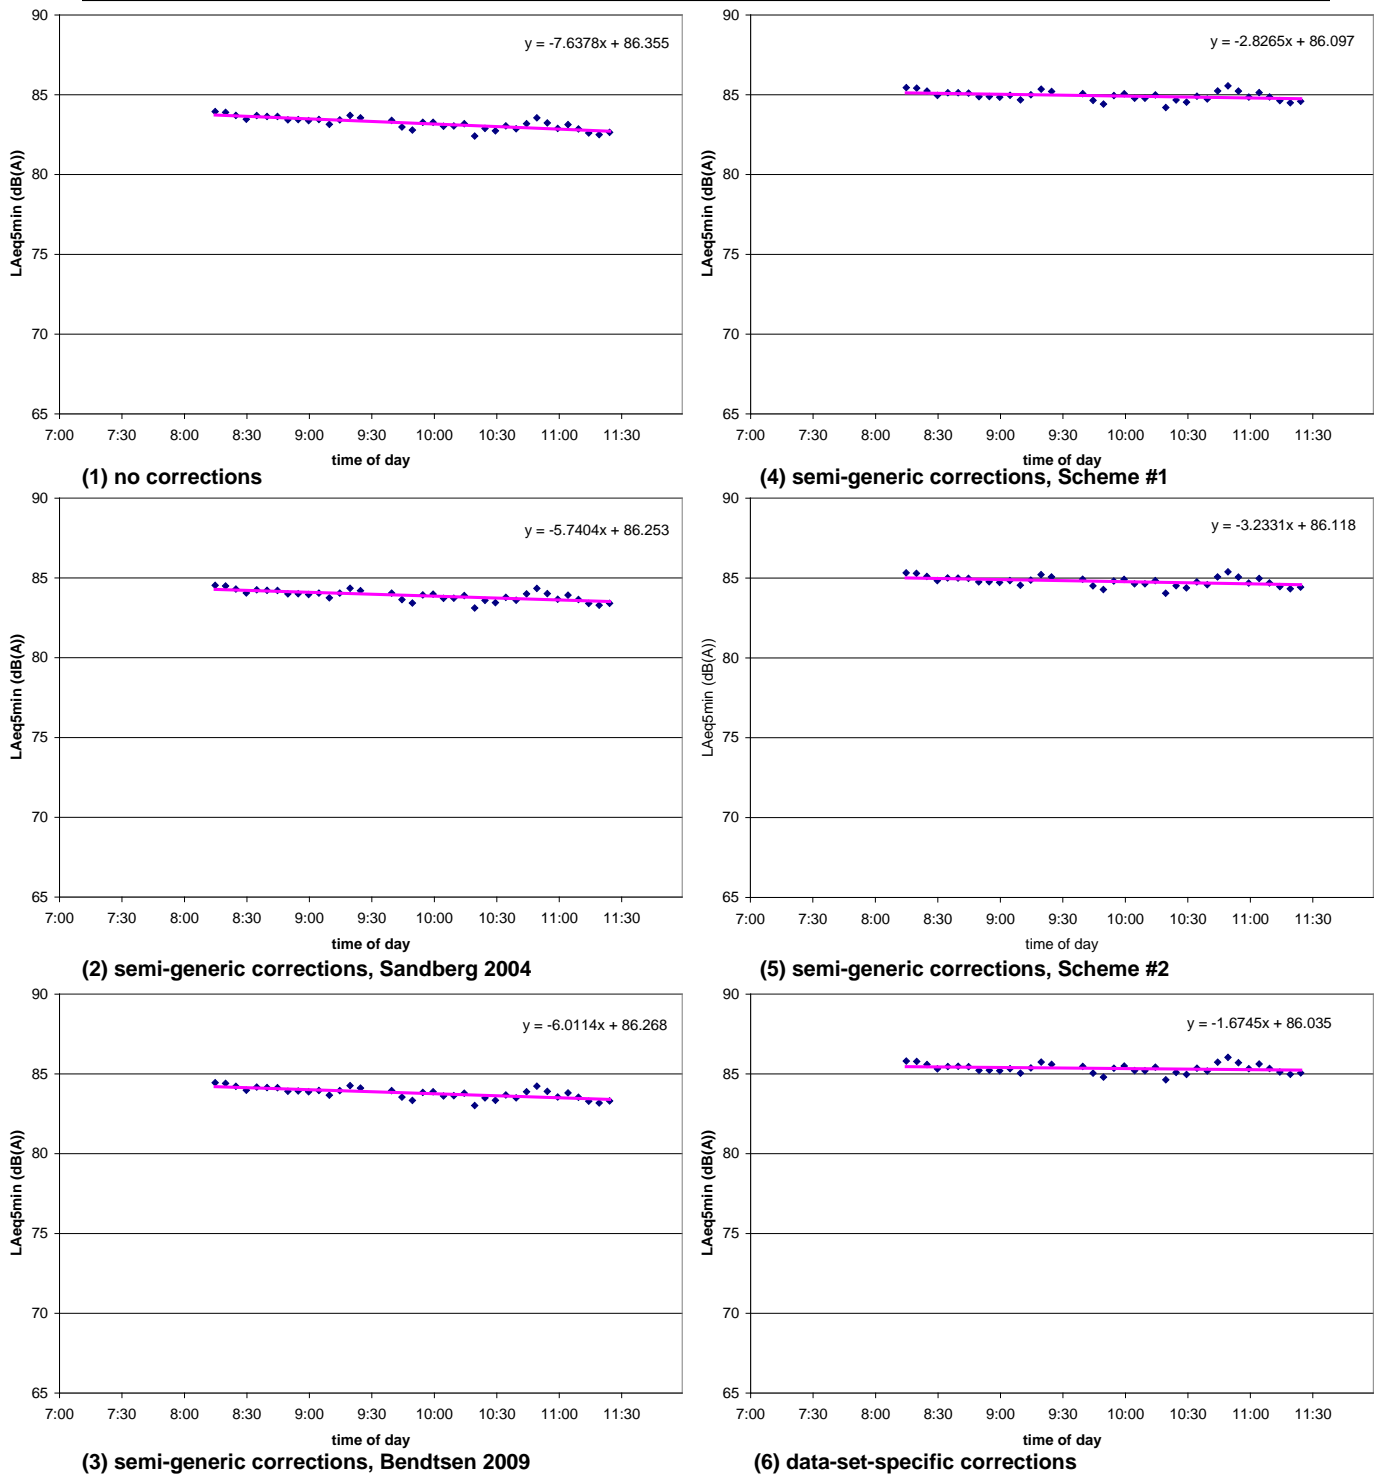 90
85
80
75
70
65
LAeq5min (dB(A))
y = -7.6378x + 86.355
7:00 7:30 8:00 8:30 9:00 9:30 10:00 10:30 11:00 11:30
time of day
(1) no corrections
90
85
80
75
70
65
LAeq5min (dB(A))
y = -2.8265x + 86.097
7:00 7:30 8:00 8:30 9:00 9:30 10:00 10:30 11:00 11:30
time of day
(4) semi-generic corrections, Scheme #1
90
85
80
75
70
65
LAeq5min (dB(A))
y = -5.7404x + 86.253
7:00 7:30 8:00 8:30 9:00 9:30 10:00 10:30 11:00 11:30
time of day
(2) semi-generic corrections, Sandberg 2004
90
85
80
75
70
65
LAeq5min (dB(A))
y = -3.2331x + 86.118
7:00 7:30 8:00 8:30 9:00 9:30 10:00 10:30 11:00 11:30
time of day
(5) semi-generic corrections, Scheme #2
90
85
80
75
70
65
LAeq5min (dB(A))
y = -6.0114x + 86.268
7:00 7:30 8:00 8:30 9:00 9:30 10:00 10:30 11:00 11:30
time of day
(3) semi-generic corrections, Bendtsen 2009
90
85
80
75
70
65
LAeq5min (dB(A))
y = -1.6745x + 86.035
7:00 7:30 8:00 8:30 9:00 9:30 10:00 10:30 11:00 11:30
time of day
(6) data-set-specific corrections